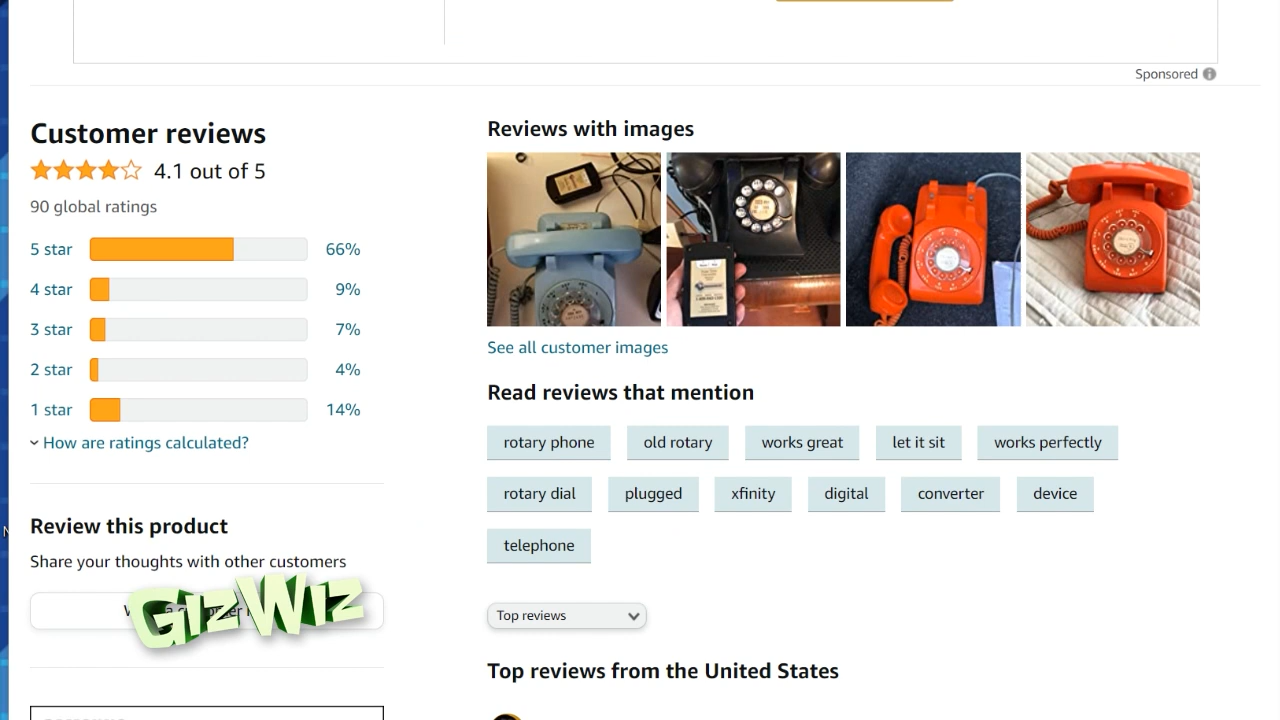 Sponsored
Customer reviews
4.1 out of 5
90 global ratings
5 star 66%
4 star 9%
3 star 7%
2 star 4%
1 star 14%
How are ratings calculated?
Review this product
Share your thoughts with other customers
GizWiz
Reviews with images
See all customer images
Read reviews that mention
rotary phone old rotary works great let it sit works perfectly
rotary dial plugged xfinity digital converter device
telephone
Top reviews
Top reviews from the United States